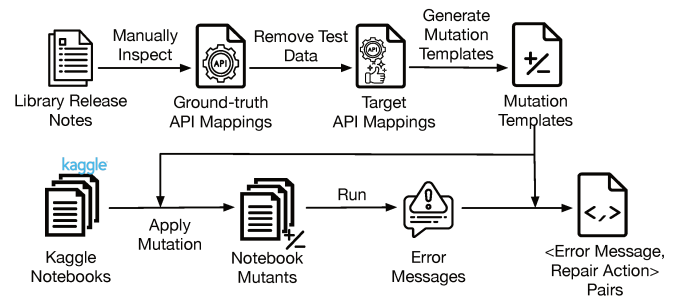 Manually
Inspect
Remove Test
Data
Generate
Mutation
Templates
API
API
+/-
Library Release
Notes
Ground-truth
API Mappings
Target
API Mappings
Mutation
Templates
kaggle
Apply
Mutation
Run
+/-
<,>
Kaggle
Notebooks
Notebook
Mutants
Error
Messages
<Error Message,
Repair Action>
Pairs